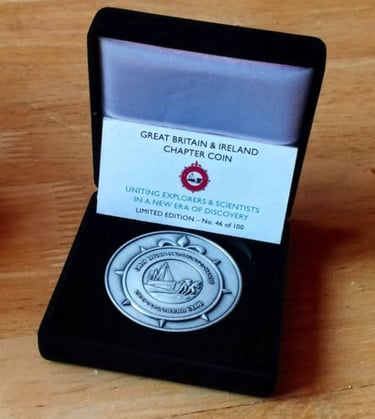 GREAT BRITAIN & IRELAND
CHAPTER COIN
UNITING EXPLORERS & SCIENTISTS
IN A NEW ERA OF DISCOVERY
LIMITED EDITION – No. 46 of 100